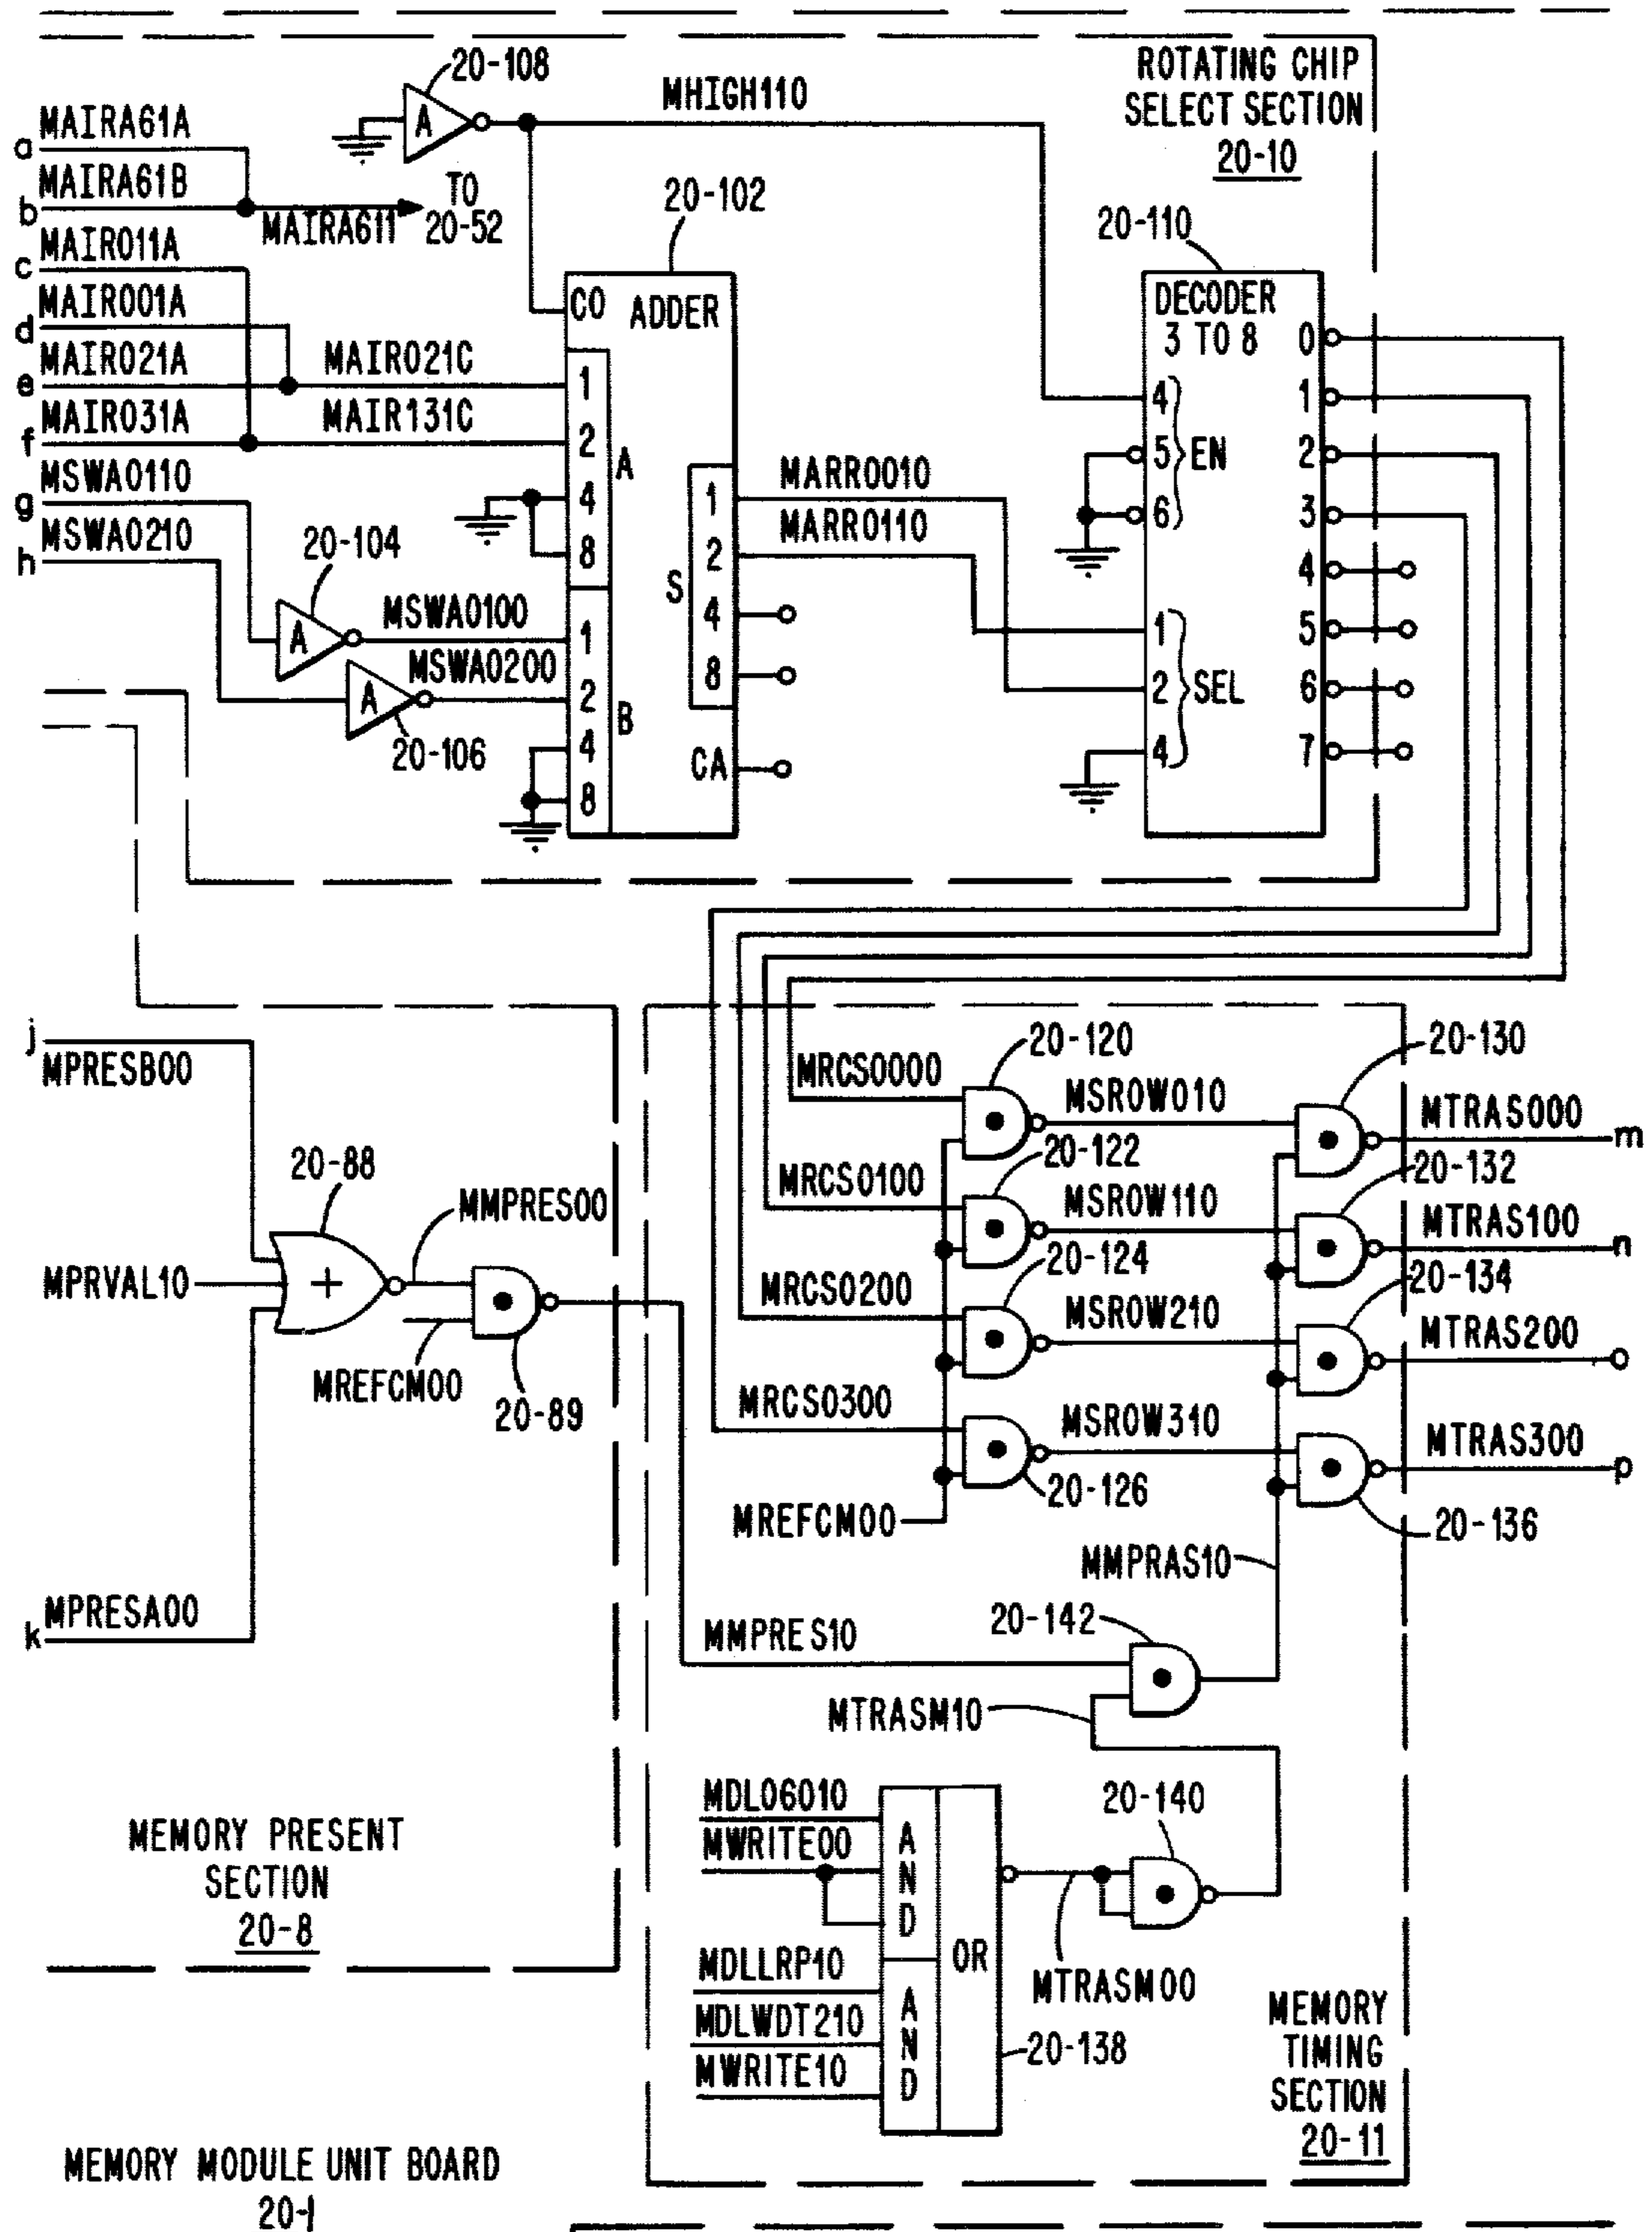 20-108
MHIGH110
ROTATING CHIP
SELECT SECTION
20-10
A
a
MAIRA61A
b
MAIRA61B
MAIRA611
TO
20-52
c
MAIR011A
d
MAIR001A
e
MAIR021A
MAIR021C
f
MAIR031A
MAIR131C
g
MSWA0110
h
MSWA0210
20-102
C0
ADDER
1
2
4
8
A
1
2
4
8
B
S
1
2
4
8
CA
20-104
A
MSWA0100
MSWA0200
A
20-106
MARR0010
MARR0110
20-110
DECODER
3 TO 8
4
5
6
EN
1
2
4
SEL
0
1
2
3
4
5
6
7
j
MPRESB00
20-88
MMPRES00
MPRVAL10
+
MREFCM00
20-89
k
MPRESA00
MEMORY PRESENT
SECTION
20-8
MRCS0000
20-120
MSROW010
20-130
MTRAS000
m
MRCS0100
20-122
MSROW110
20-132
MTRAS100
n
MRCS0200
20-124
MSROW210
20-134
MTRAS200
o
MRCS0300
MSROW310
MTRAS300
p
20-126
20-136
MREFCM00
MMPRAS10
20-142
MMPRES10
MTRASM10
MDL06010
MWRITE00
MDLLRP10
MDLWDT210
MWRITE10
AND
AND
OR
20-140
MTRASM00
20-138
MEMORY
TIMING
SECTION
20-11
MEMORY MODULE UNIT BOARD
20-1